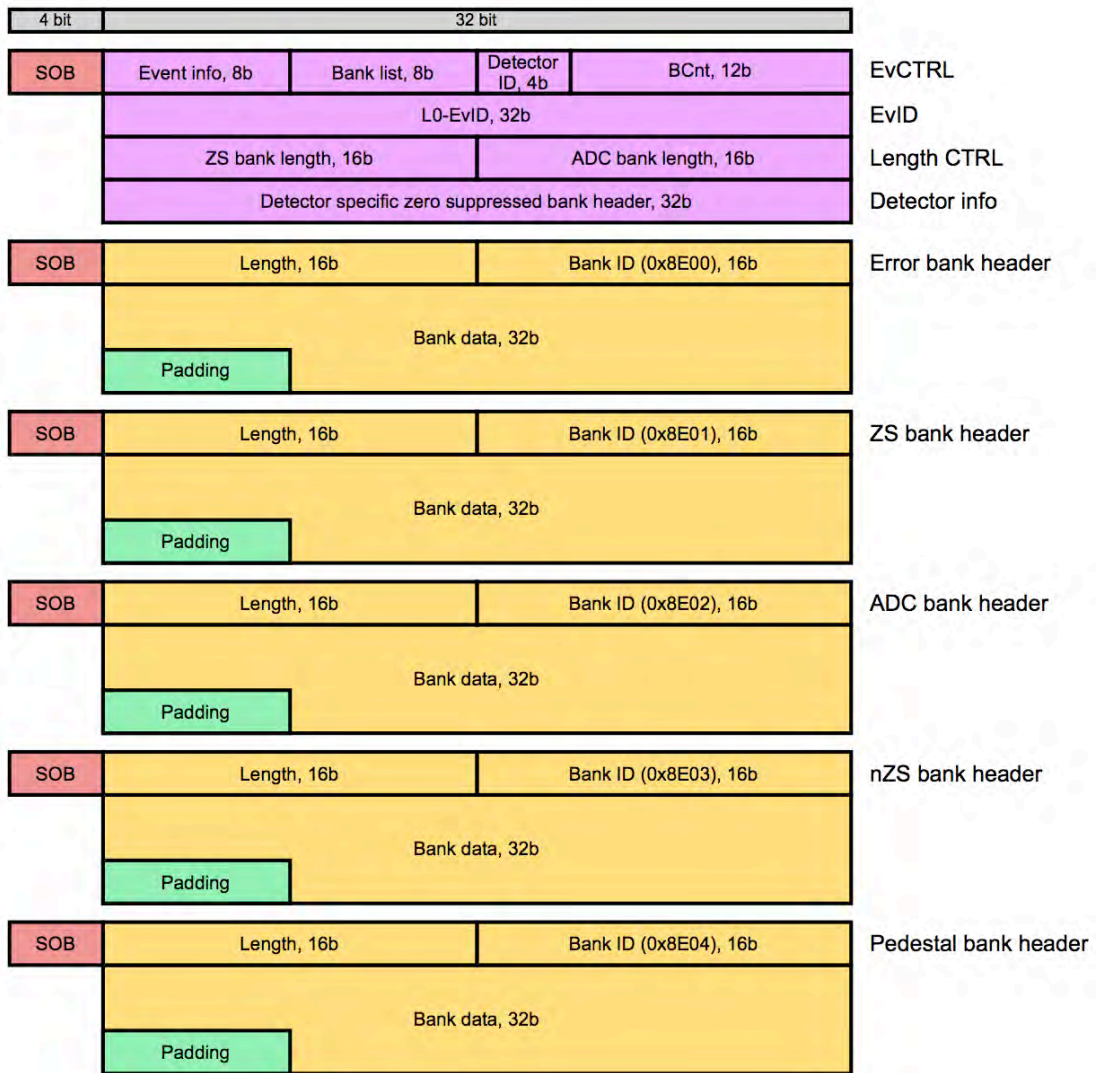 4 bit 32 bit
SOB Event info, 8b Bank list, 8b Detector ID, 4b BCnt, 12b EvCTRL
L0-EvID, 32b EvID
ZS bank length, 16b ADC bank length, 16b Length CTRL
Detector specific zero suppressed bank header, 32b Detector info
SOB Length, 16b Bank ID (0x8E00), 16b Error bank header
Bank data, 32b
Padding
SOB Length, 16b Bank ID (0x8E01), 16b ZS bank header
Bank data, 32b
Padding
SOB Length, 16b Bank ID (0x8E02), 16b ADC bank header
Bank data, 32b
Padding
SOB Length, 16b Bank ID (0x8E03), 16b nZS bank header
Bank data, 32b
Padding
SOB Length, 16b Bank ID (0x8E04), 16b Pedestal bank header
Bank data, 32b
Padding